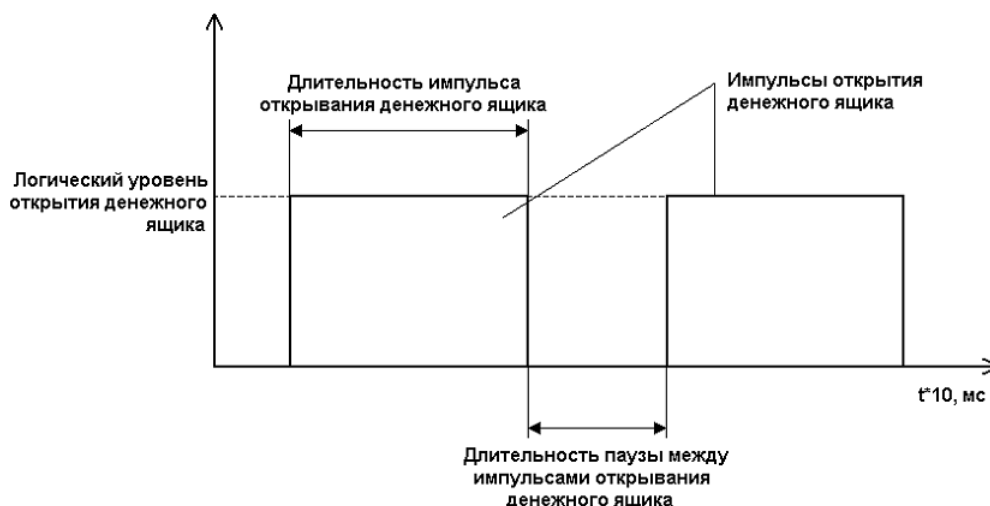 Длительность импульса
открывания денежного ящика
Импульсы открытия
денежного ящика
Логический уровень
открытия денежного
ящика
t*10, мс
Длительность паузы между
импульсами открывания
денежного ящика